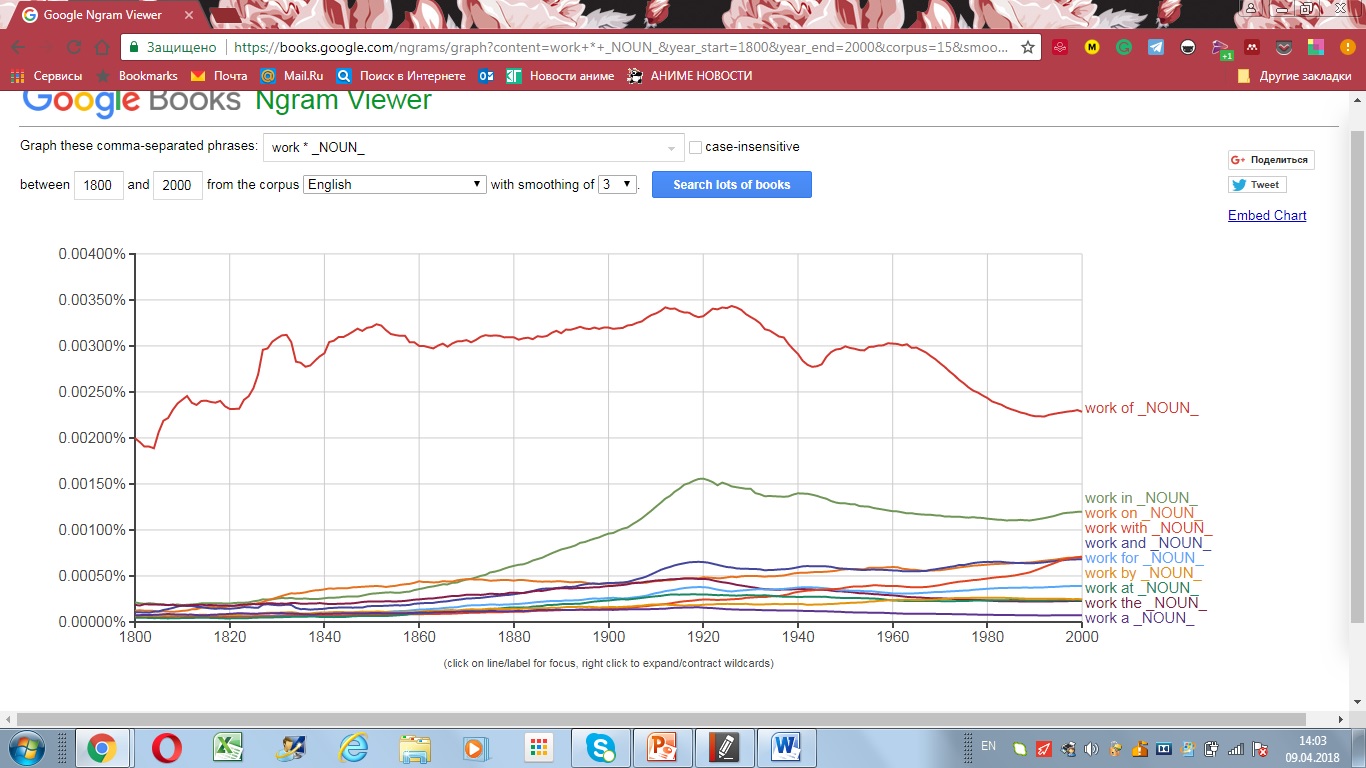 Google Ngram Viewer
Защищено https://books.google.com/ngrams/graph?content=work+*+_NOUN_&year_start=1800&year_end=2000&corpus=15&smoo...
M
+1
Сервисы Bookmarks Почта Mail.Ru Поиск в Интернете Новости аниме АНИМЕ НОВОСТИ Другие закладки
Google Books Ngram Viewer
Graph these comma-separated phrases: work * _NOUN_ case-insensitive
between 1800 and 2000 from the corpus English with smoothing of 3 . Search lots of books
G+ Поделиться
Tweet
Embed Chart
0.00400%
0.00350%
0.00300%
0.00250%
0.00200%
0.00150%
0.00100%
0.00050%
0.00000%
work of _NOUN_
work in _NOUN_
work on _NOUN_
work with _NOUN_
work and _NOUN_
work for _NOUN_
work by _NOUN_
work at _NOUN_
work the _NOUN_
work a _NOUN_
1800 1820 1840 1860 1880 1900 1920 1940 1960 1980 2000
(click on line/label for focus, right click to expand/contract wildcards)
EN
14:03
09.04.2018